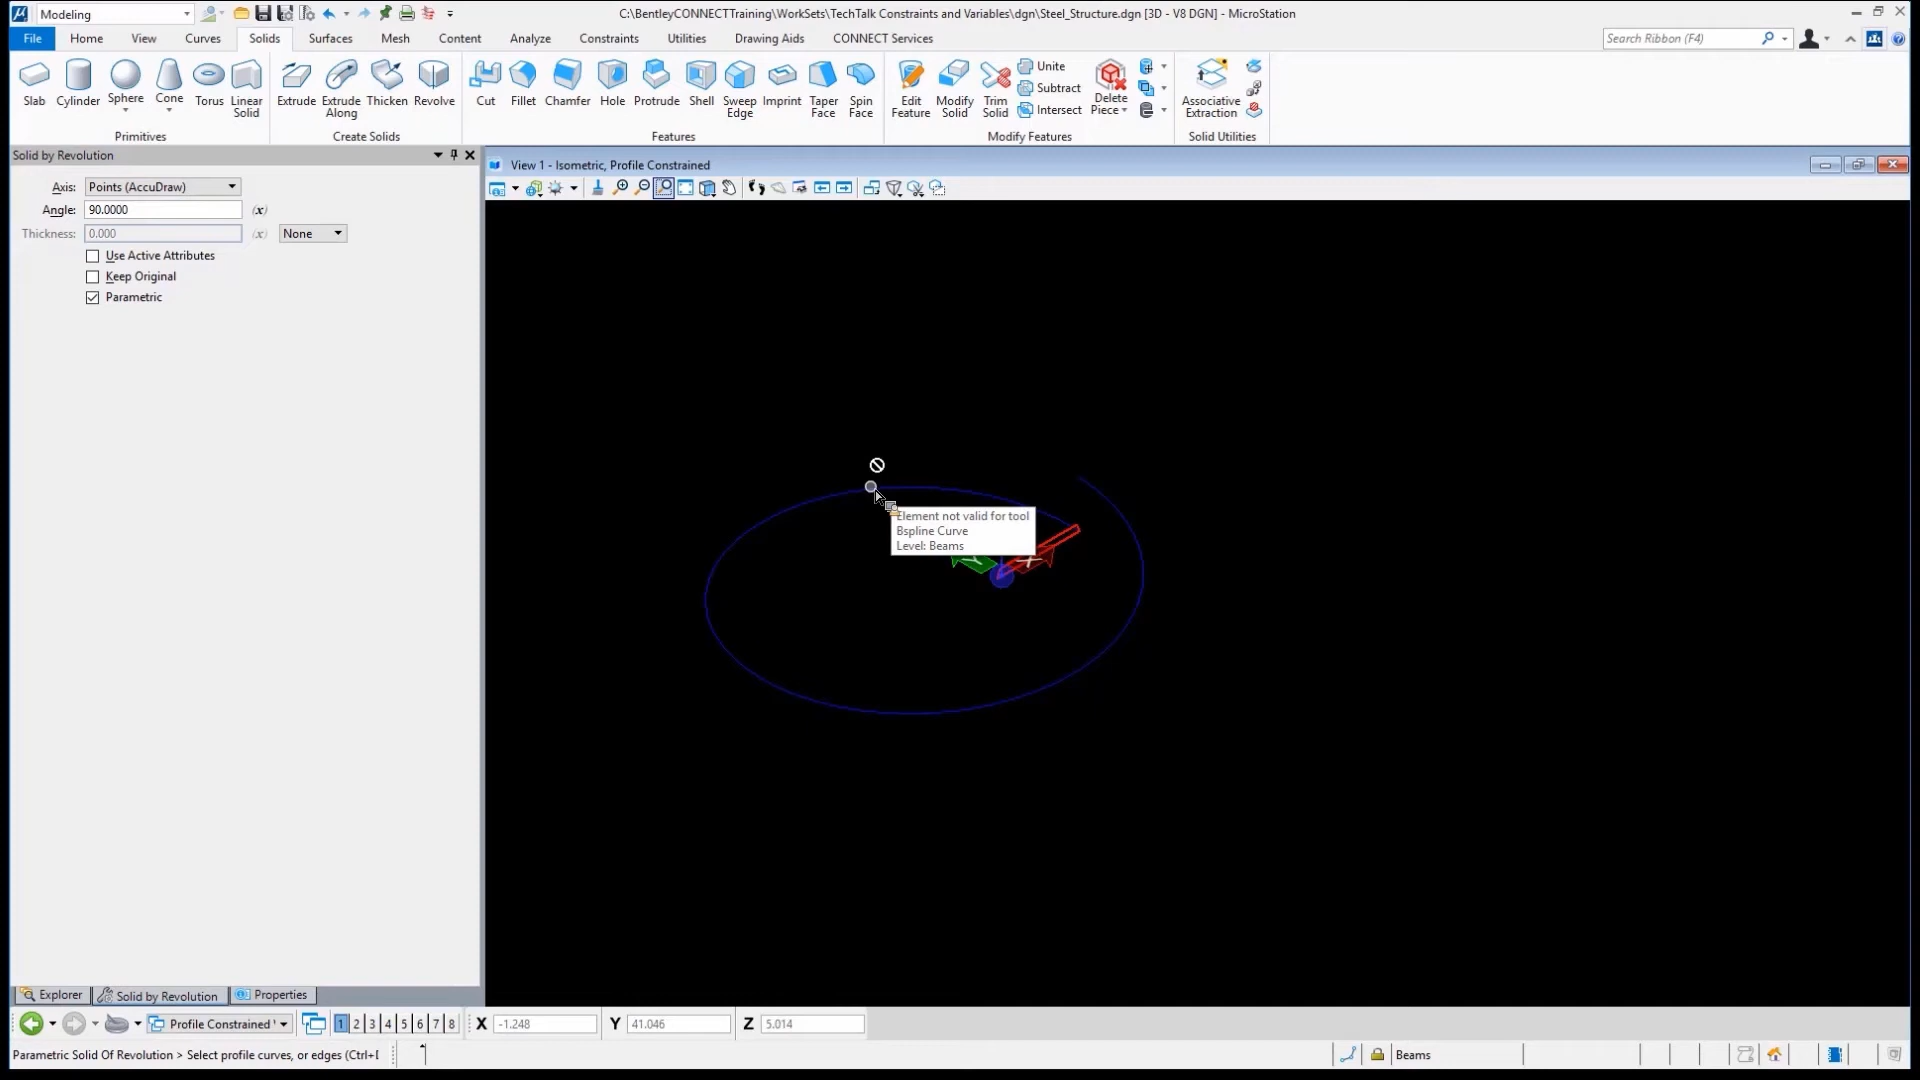 Modeling
C:\BentleyCONNECTTraining\WorkSets\TechTalk Constraints and Variables\dgn\Steel_Structure.dgn [3D - V8 DGN] - MicroStation
File Home View Curves Solids Surfaces Mesh Content Analyze Constraints Utilities Drawing Aids CONNECT Services
Search Ribbon (F4)
Slab Cylinder Sphere Cone Torus Linear Solid
Primitives
Extrude Extrude Along Thicken Revolve
Create Solids
Cut Fillet Chamfer Hole Protrude Shell Sweep Edge Imprint Taper Face Spin Face
Features
Edit Feature Modify Solid Trim Solid
Unite
Subtract
Intersect
Delete Piece
Modify Features
Associative Extraction
Solid Utilities
Solid by Revolution
Axis: Points (AccuDraw)
Angle: 90.0000 (x)
Thickness: 0.000 (x) None
Use Active Attributes
Keep Original
Parametric
View 1 - Isometric, Profile Constrained
Element not valid for tool
Bspline Curve
Level: Beams
Y X
Explorer Solid by Revolution Properties
Profile Constrained 1 2 3 4 5 6 7 8 X -1.248 Y 41.046 Z 5.014
Parametric Solid Of Revolution > Select profile curves, or edges (Ctrl+
Beams